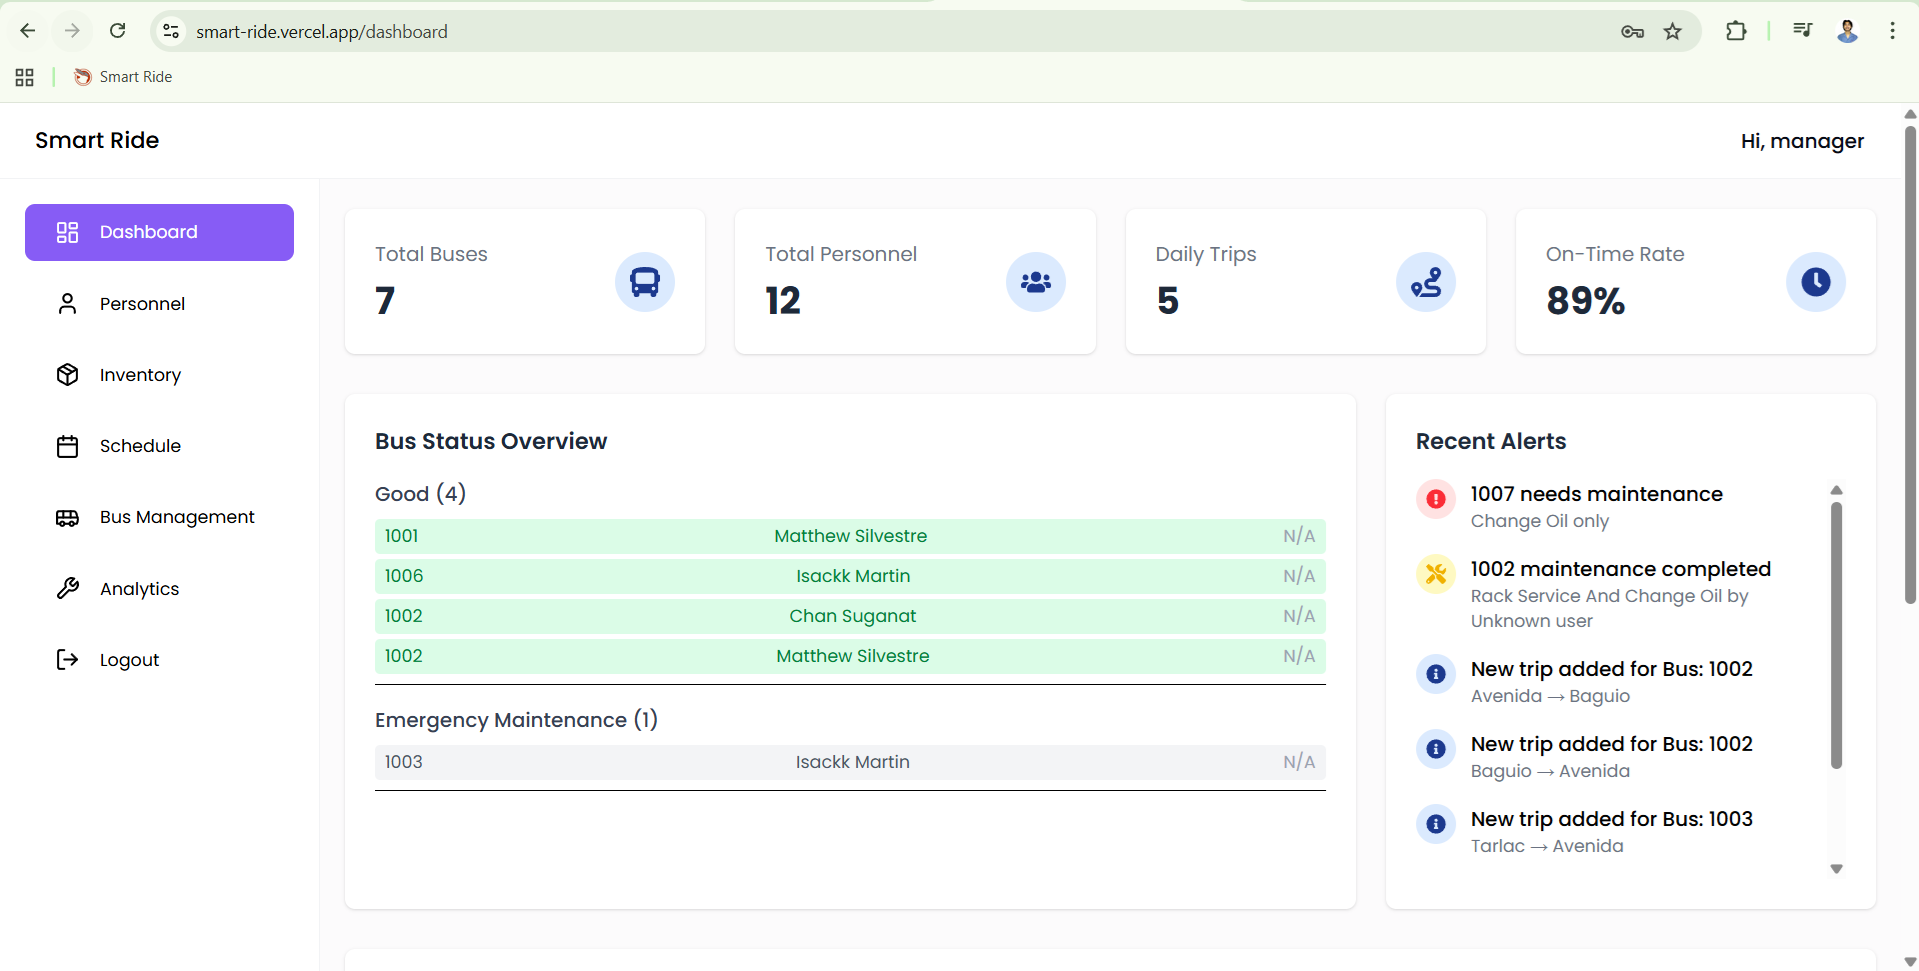 smart-ride.vercel.app/dashboard
Smart Ride
Smart Ride
Hi, manager
Dashboard
Personnel
Inventory
Schedule
Bus Management
Analytics
Logout
Total Buses
7
Total Personnel
12
Daily Trips
5
On-Time Rate
89%
Bus Status Overview
Good (4)
1001 Matthew Silvestre N/A
1006 Isackk Martin N/A
1002 Chan Suganat N/A
1002 Matthew Silvestre N/A
Emergency Maintenance (1)
1003 Isackk Martin N/A
Recent Alerts
1007 needs maintenance
Change Oil only
1002 maintenance completed
Rack Service And Change Oil by
Unknown user
New trip added for Bus: 1002
Avenida → Baguio
New trip added for Bus: 1002
Baguio → Avenida
New trip added for Bus: 1003
Tarlac → Avenida